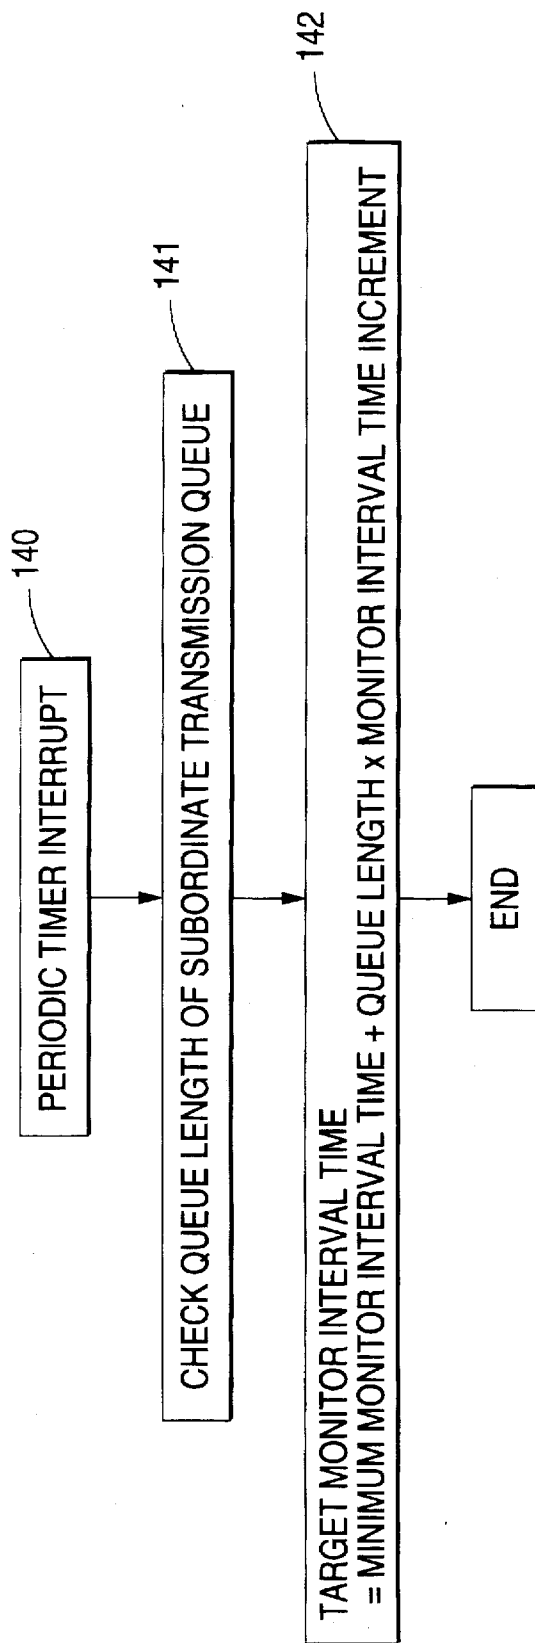 140
PERIODIC TIMER INTERRUPT
141
CHECK QUEUE LENGTH OF SUBORDINATE TRANSMISSION QUEUE
142
TARGET MONITOR INTERVAL TIME
= MINIMUM MONITOR INTERVAL TIME + QUEUE LENGTH x MONITOR INTERVAL TIME INCREMENT
END